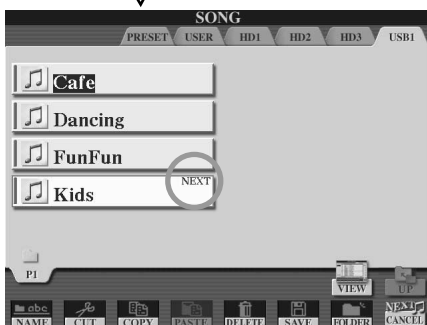 SONG
PRESET USER HD1 HD2 HD3 USB1
Cafe
Dancing
FunFun
NEXT
Kids
P1
VIEW UP
abc NEXT
NAME CUT COPY PASTE DELETE SAVE FOLDER CANCEL